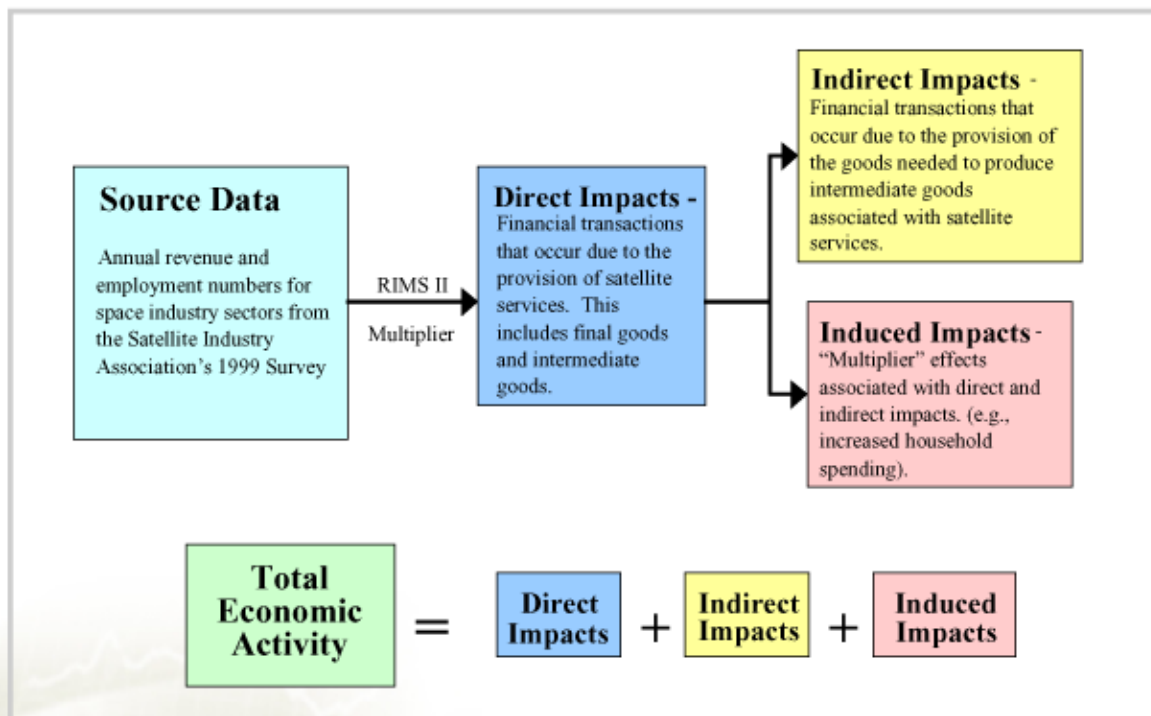 Source Data
Annual revenue and
employment numbers for
space industry sectors from
the Satellite Industry
Association's 1999 Survey
RIMS II
Multiplier
Direct Impacts -
Financial transactions
that occur due to the
provision of satellite
services. This
includes final goods
and intermediate
goods.
Indirect Impacts -
Financial transactions that
occur due to the provision of
the goods needed to produce
intermediate goods
associated with satellite
services.
Induced Impacts -
“Multiplier” effects
associated with direct and
indirect impacts. (e.g.,
increased household
spending).
Total
Economic
Activity
=
Direct
Impacts
+
Indirect
Impacts
+
Induced
Impacts